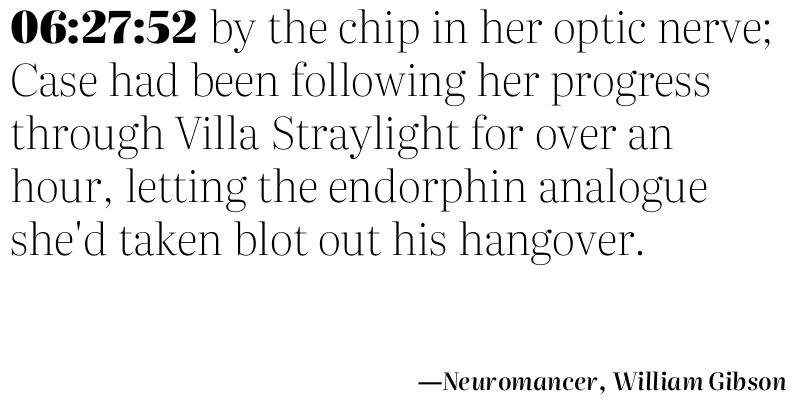 06:27:52 by the chip in her optic nerve;
Case had been following her progress
through Villa Straylight for over an
hour, letting the endorphin analogue
she'd taken blot out his hangover.
—Neuromancer, William Gibson